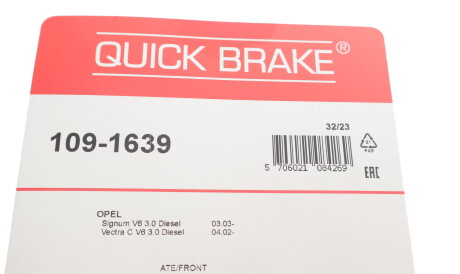 QUICK BRAKE®
32/23
109-1639
5 706021 084269
EAC
OPEL
Signum V6 3.0 Diesel 03.03-
Vectra C V6 3.0 Diesel 04.02-
ATE/FRONT